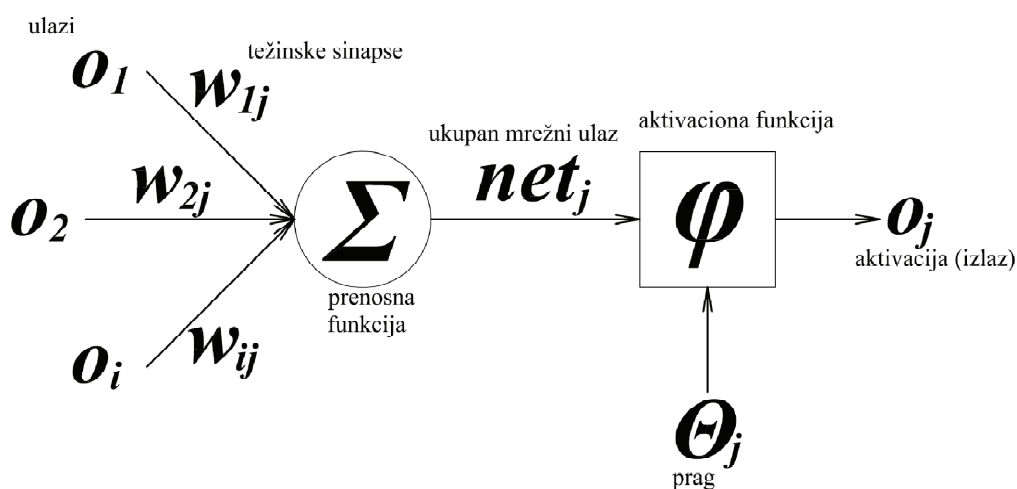 ulazi
o1
w1j
težinske sinapse
o2
w2j
oi
wij
Σ
prenosna
funkcija
ukupan mrežni ulaz
netj
aktivaciona funkcija
φ
oj
aktivacija (izlaz)
Θj
prag